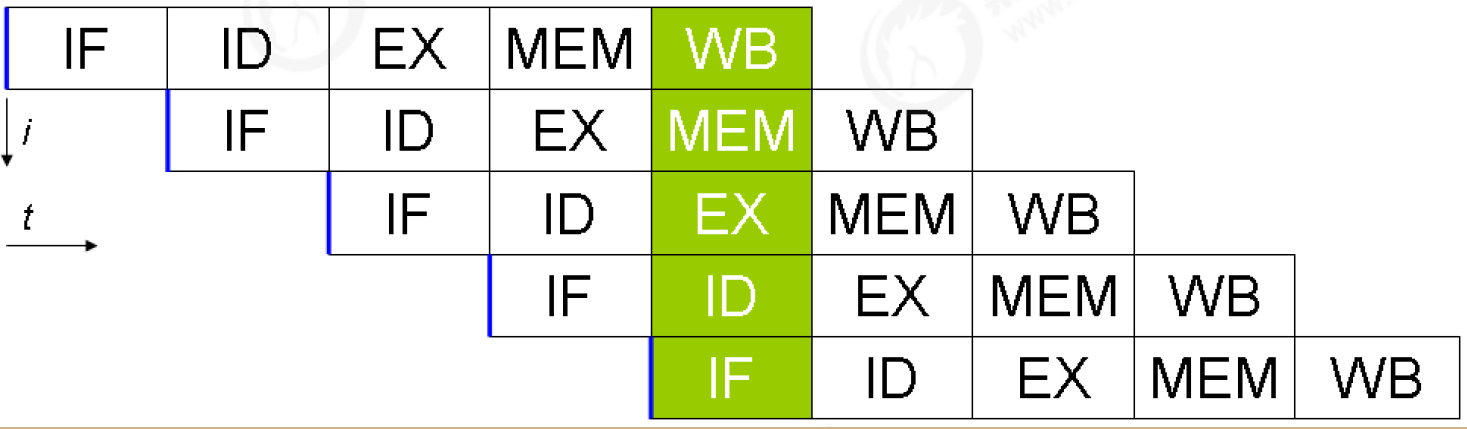 IF ID EX MEM WB
i IF ID EX MEM WB
t IF ID EX MEM WB
IF ID EX MEM WB
IF ID EX MEM WB
www.